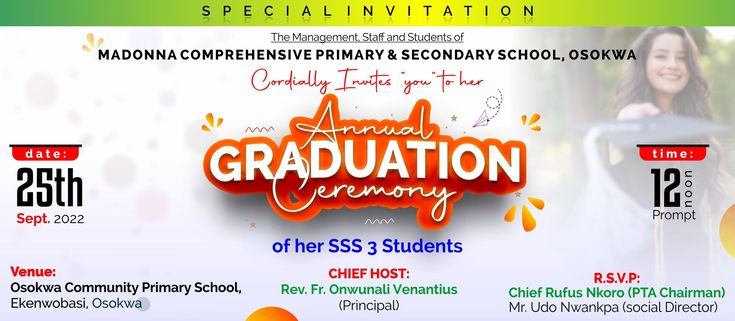 SPECIAL INVITATION
The Management, Staff and Students of
MADONNA COMPREHENSIVE PRIMARY & SECONDARY SCHOOL, OSOKWA
Cordially Invites "you" to her
Annual
GRADUATION
Ceremony
of her SSS 3 Students
date:
25th
Sept. 2022
time:
12 noon
Prompt
Venue:
Osokwa Community Primary School,
Ekenwobasi, Osokwa
CHIEF HOST:
Rev. Fr. Onwunali Venantius
(Principal)
R.S.V.P:
Chief Rufus Nkoro (PTA Chairman)
Mr. Udo Nwankpa (social Director)